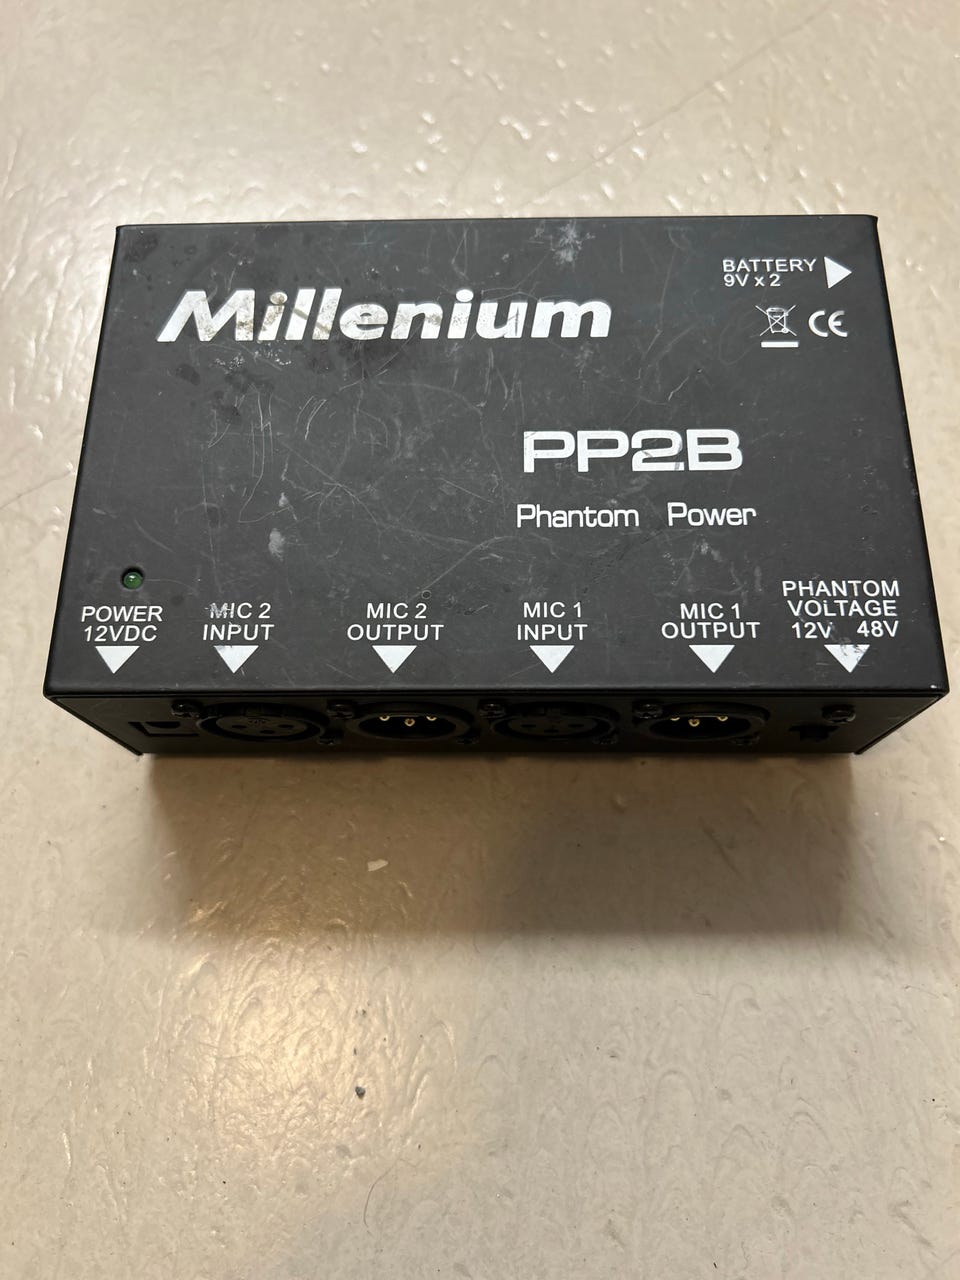 Millenium
BATTERY
9V x 2
CE
PP2B
Phantom Power
POWER
12VDC
MIC 2
INPUT
MIC 2
OUTPUT
MIC 1
INPUT
MIC 1
OUTPUT
PHANTOM
VOLTAGE
12V 48V